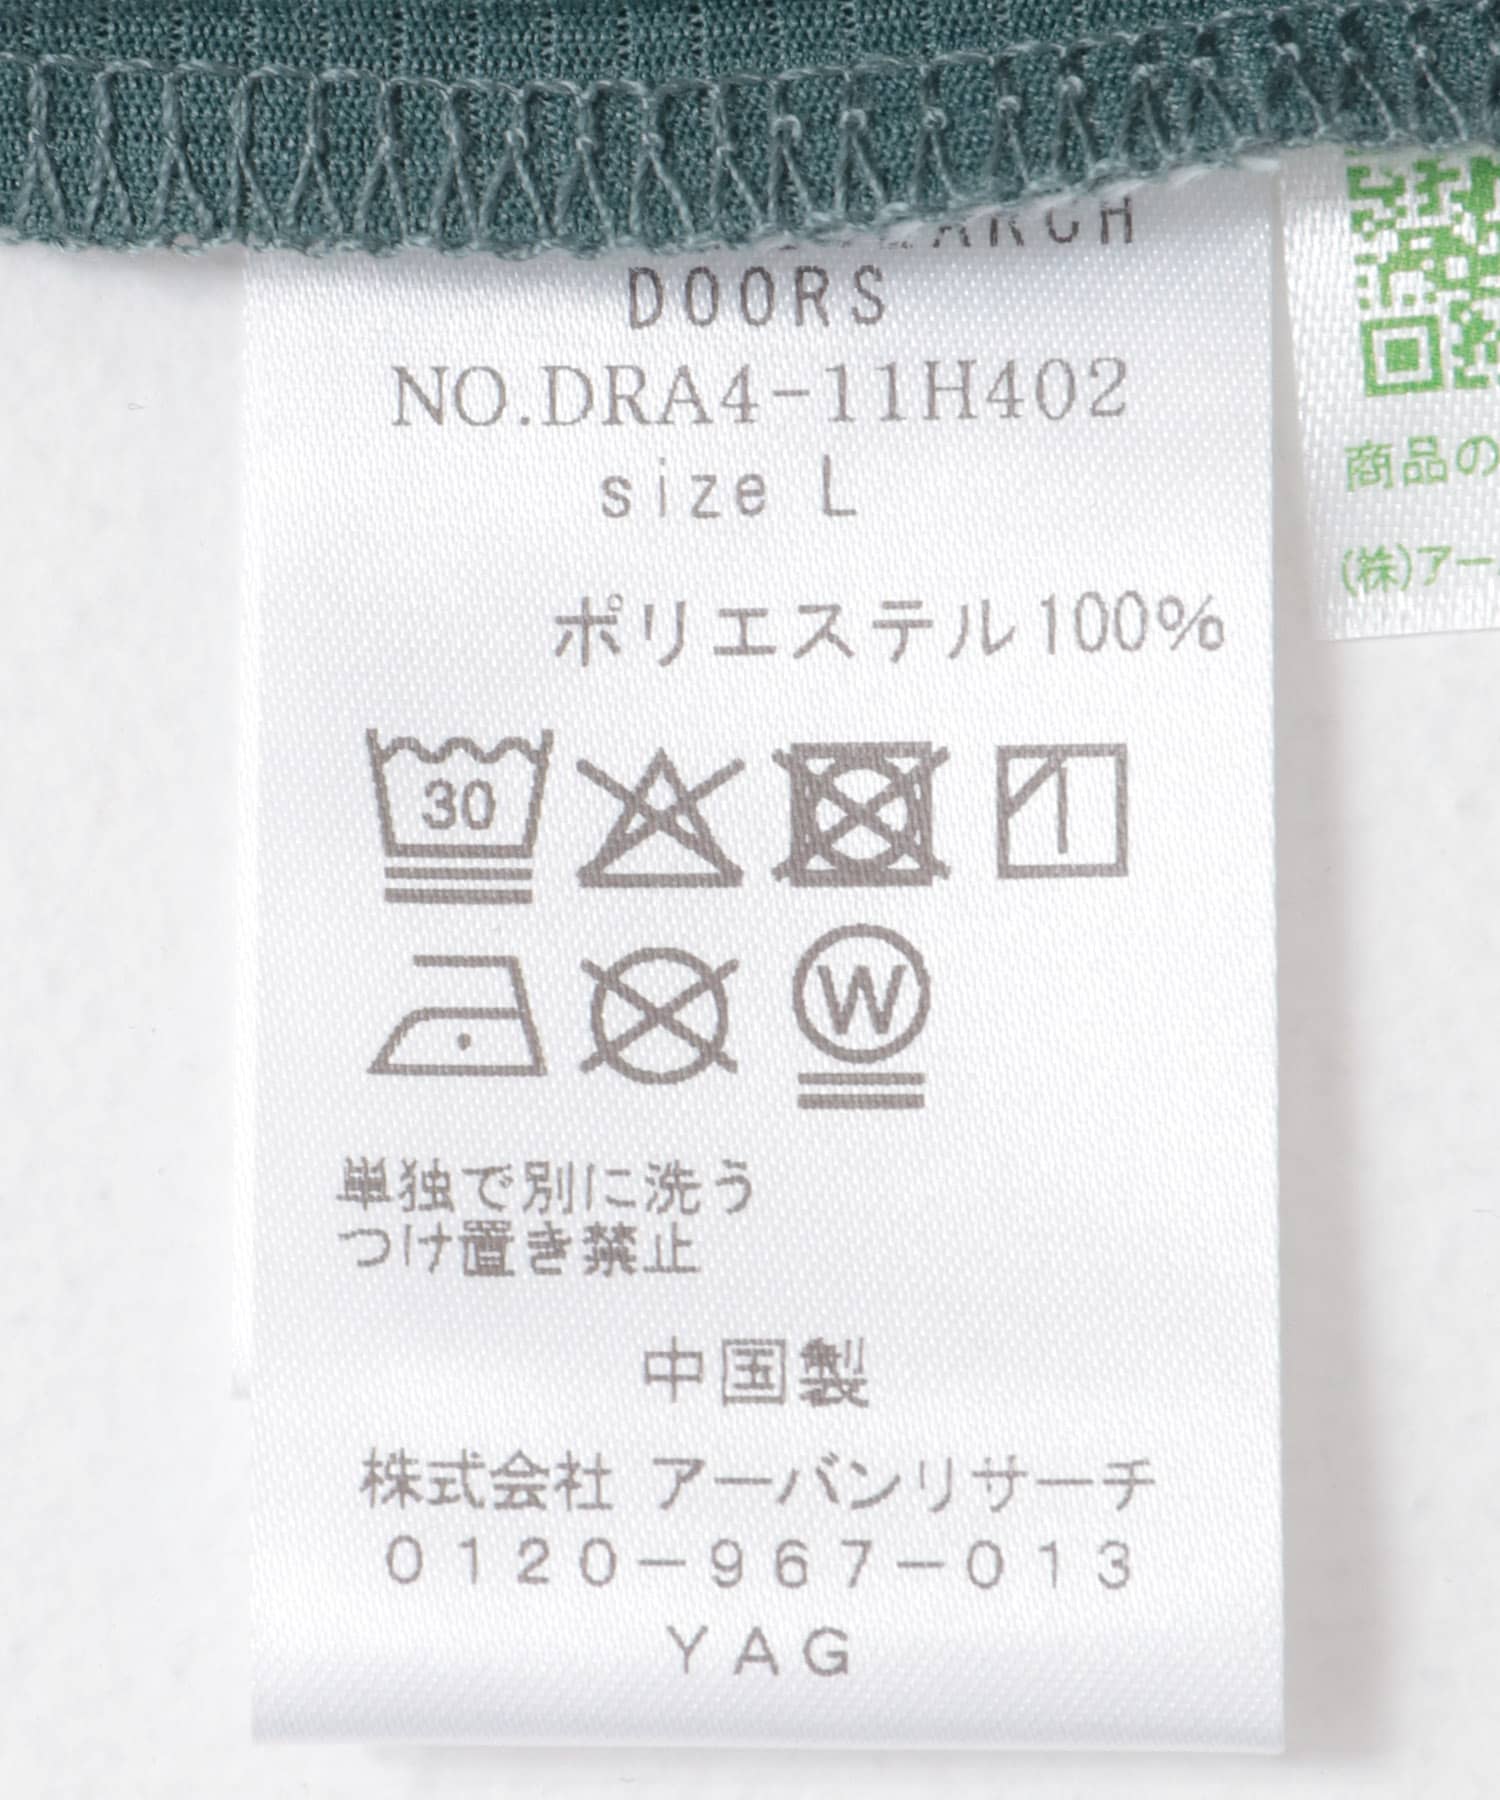 DOORS
NO.DRA4-11H402
size L
ポリエステル100%
30
W
単独で別に洗う
つけ置き禁止
中国製
株式会社 アーバンリサーチ
0120-967-013
YAG
商品の
(株)アー